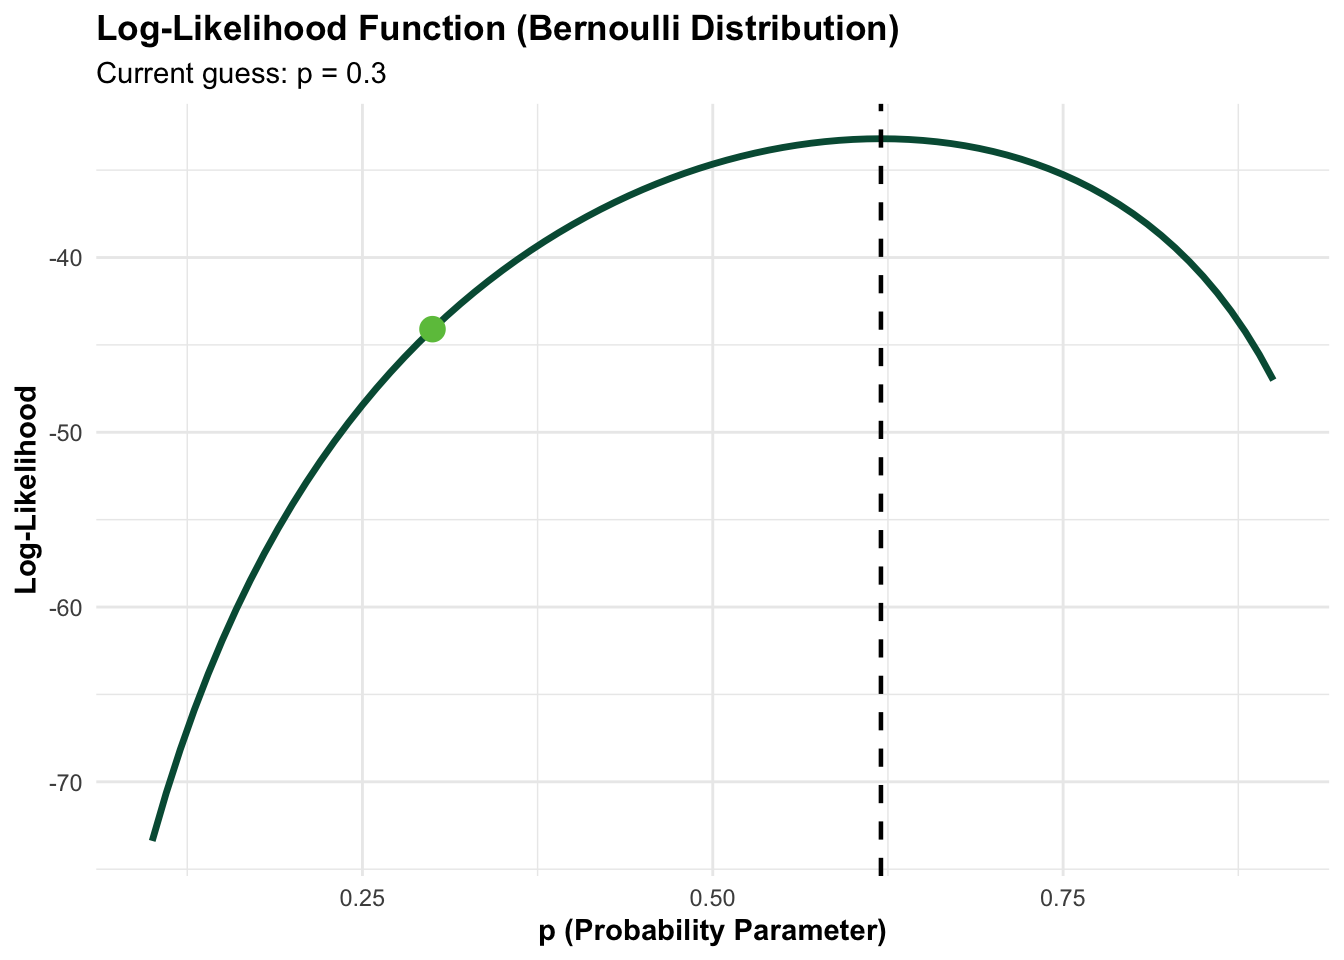 Log-Likelihood Function (Bernoulli Distribution)
Current guess: p = 0.3
Log-Likelihood
-40
-50
-60
-70
0.25
0.50
0.75
p (Probability Parameter)